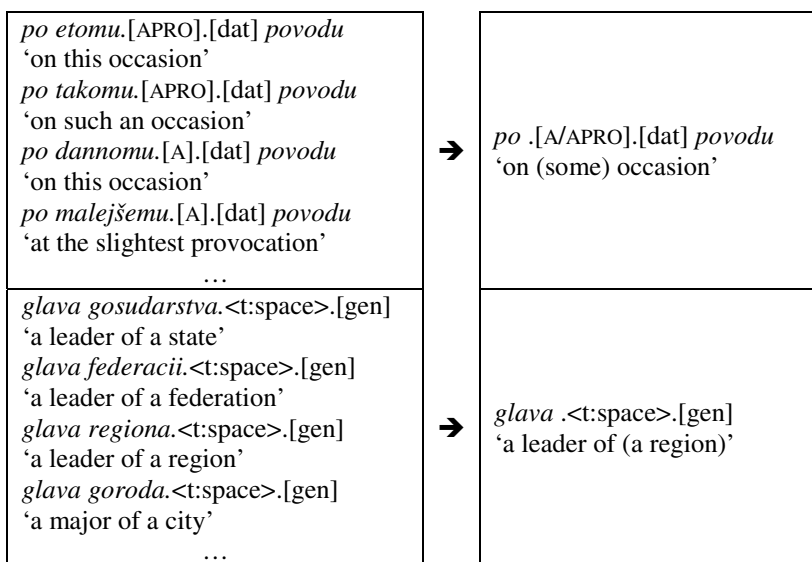 po etomu.[APRO].[dat] povodu
‘on this occasion’
po takomu.[APRO].[dat] povodu
‘on such an occasion’
po dannomu.[A].[dat] povodu
‘on this occasion’
po malejšemu.[A].[dat] povodu
‘at the slightest provocation’
…
➔
po .[A/APRO].[dat] povodu
‘on (some) occasion’
glava gosudarstva.<t:space>.[gen]
‘a leader of a state’
glava federacii.<t:space>.[gen]
‘a leader of a federation’
glava regiona.<t:space>.[gen]
‘a leader of a region’
glava goroda.<t:space>.[gen]
‘a major of a city’
…
➔
glava .<t:space>.[gen]
‘a leader of (a region)’